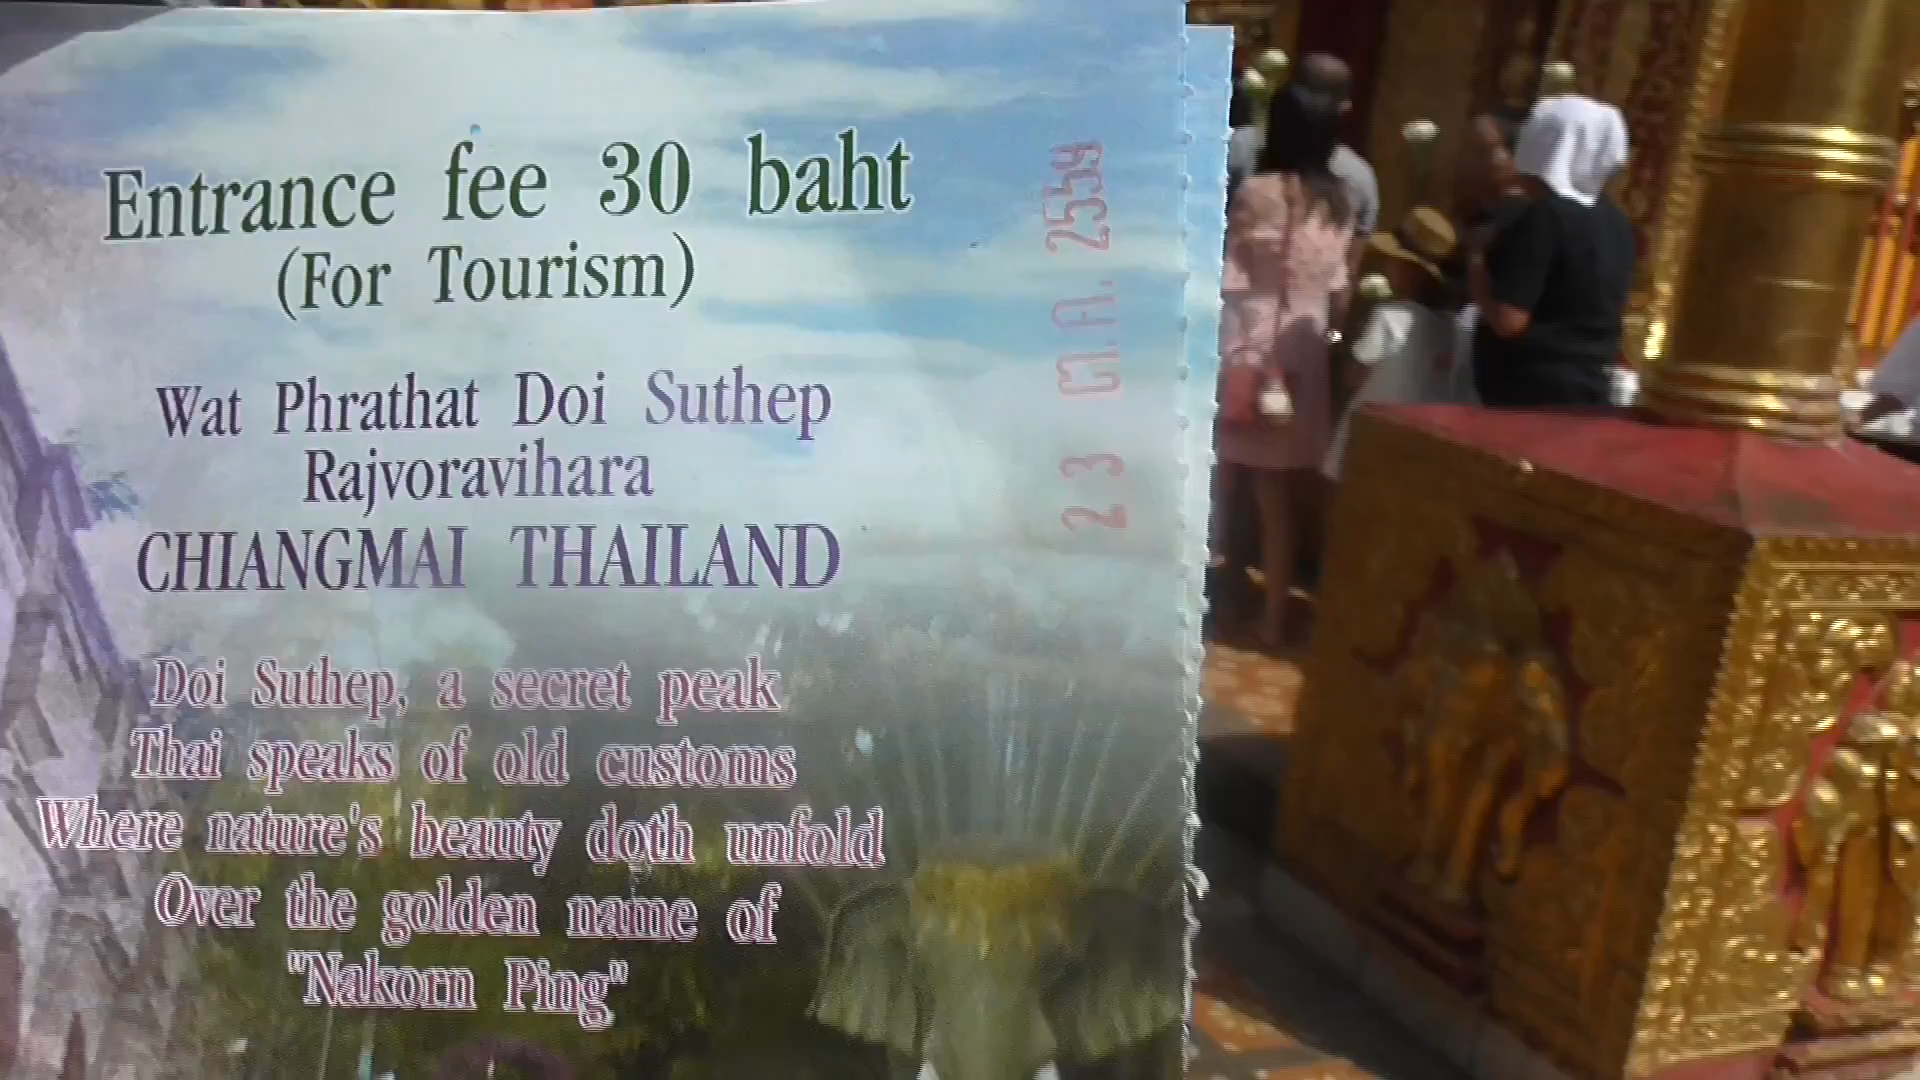 Entrance fee 30 baht
(For Tourism)
Wat Phrathat Doi Suthep
Rajvoravihara
CHIANGMAI THAILAND
Doi Suthep, a secret peak
Thai speaks of old customs
Where nature's beauty doth unfold
Over the golden name of
"Nakorn Ping"
23 ต.ค. 2559